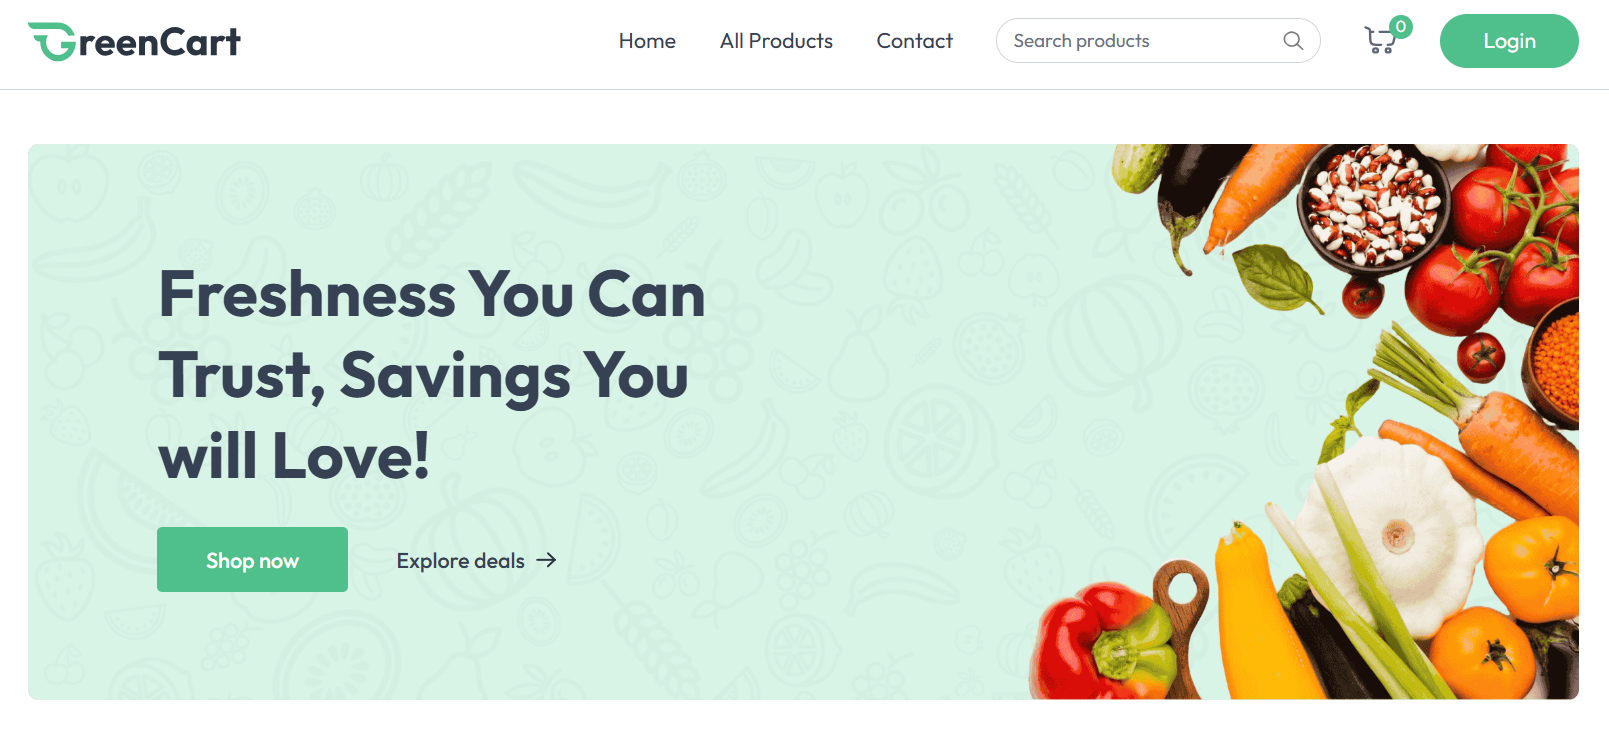 GreenCart
Home
All Products
Contact
Search products
0
Login
Freshness You Can
Trust, Savings You
will Love!
Shop now
Explore deals →